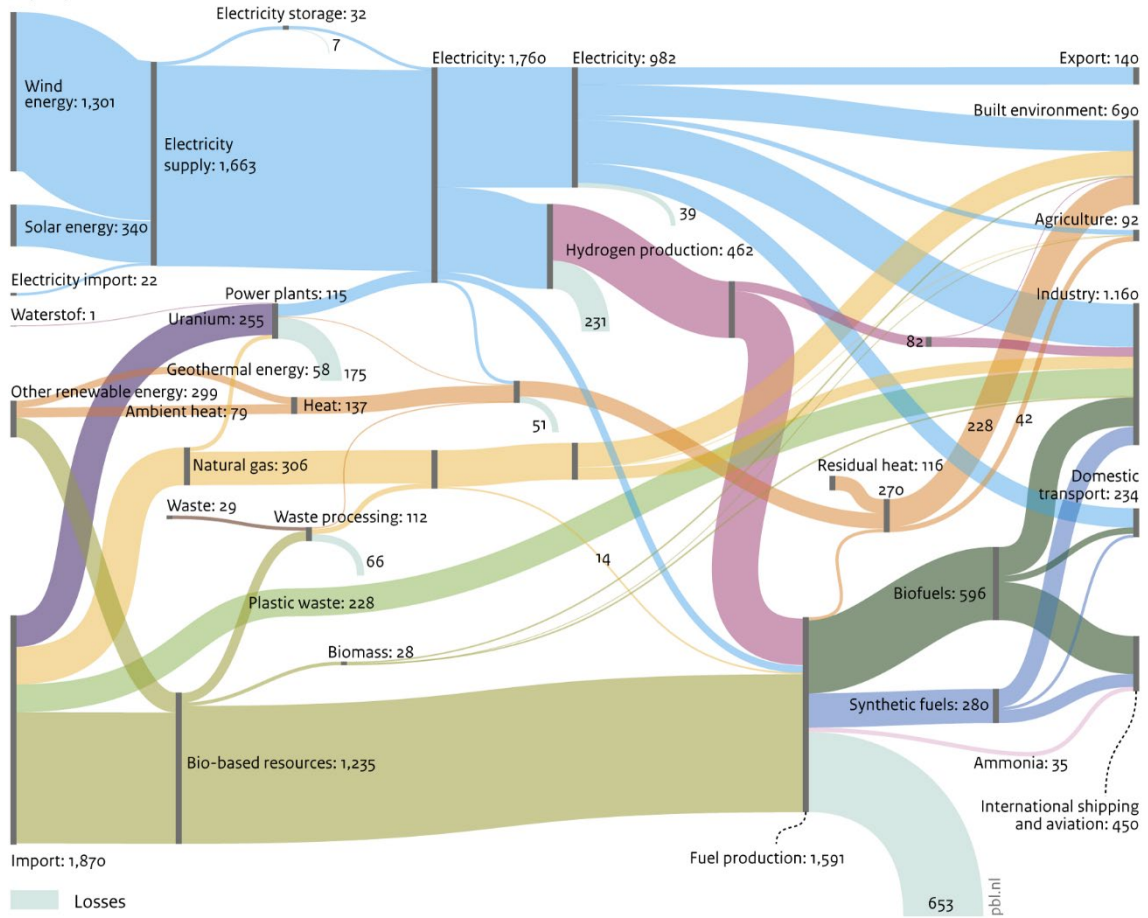 Electricity storage: 32
7
Electricity: 1,760
Electricity: 982
Export: 140
Wind
energy: 1,301
Built environment: 690
Electricity
supply: 1,663
39
Solar energy: 340
Agriculture: 92
Hydrogen production: 462
Electricity import: 22
Power plants: 115
Industry: 1.160
Waterstof: 1
Uranium: 255
231
82
Geothermal energy: 58
175
Other renewable energy: 299
Ambient heat: 79
Heat: 137
51
228
42
Natural gas: 306
Residual heat: 116
270
Domestic
transport: 234
Waste: 29
Waste processing: 112
66
14
Plastic waste: 228
Biofuels: 596
Biomass: 28
Synthetic fuels: 280
Bio-based resources: 1,235
Ammonia: 35
International shipping
and aviation: 450
Import: 1,870
Fuel production: 1,591
Losses
653
pbl.nl